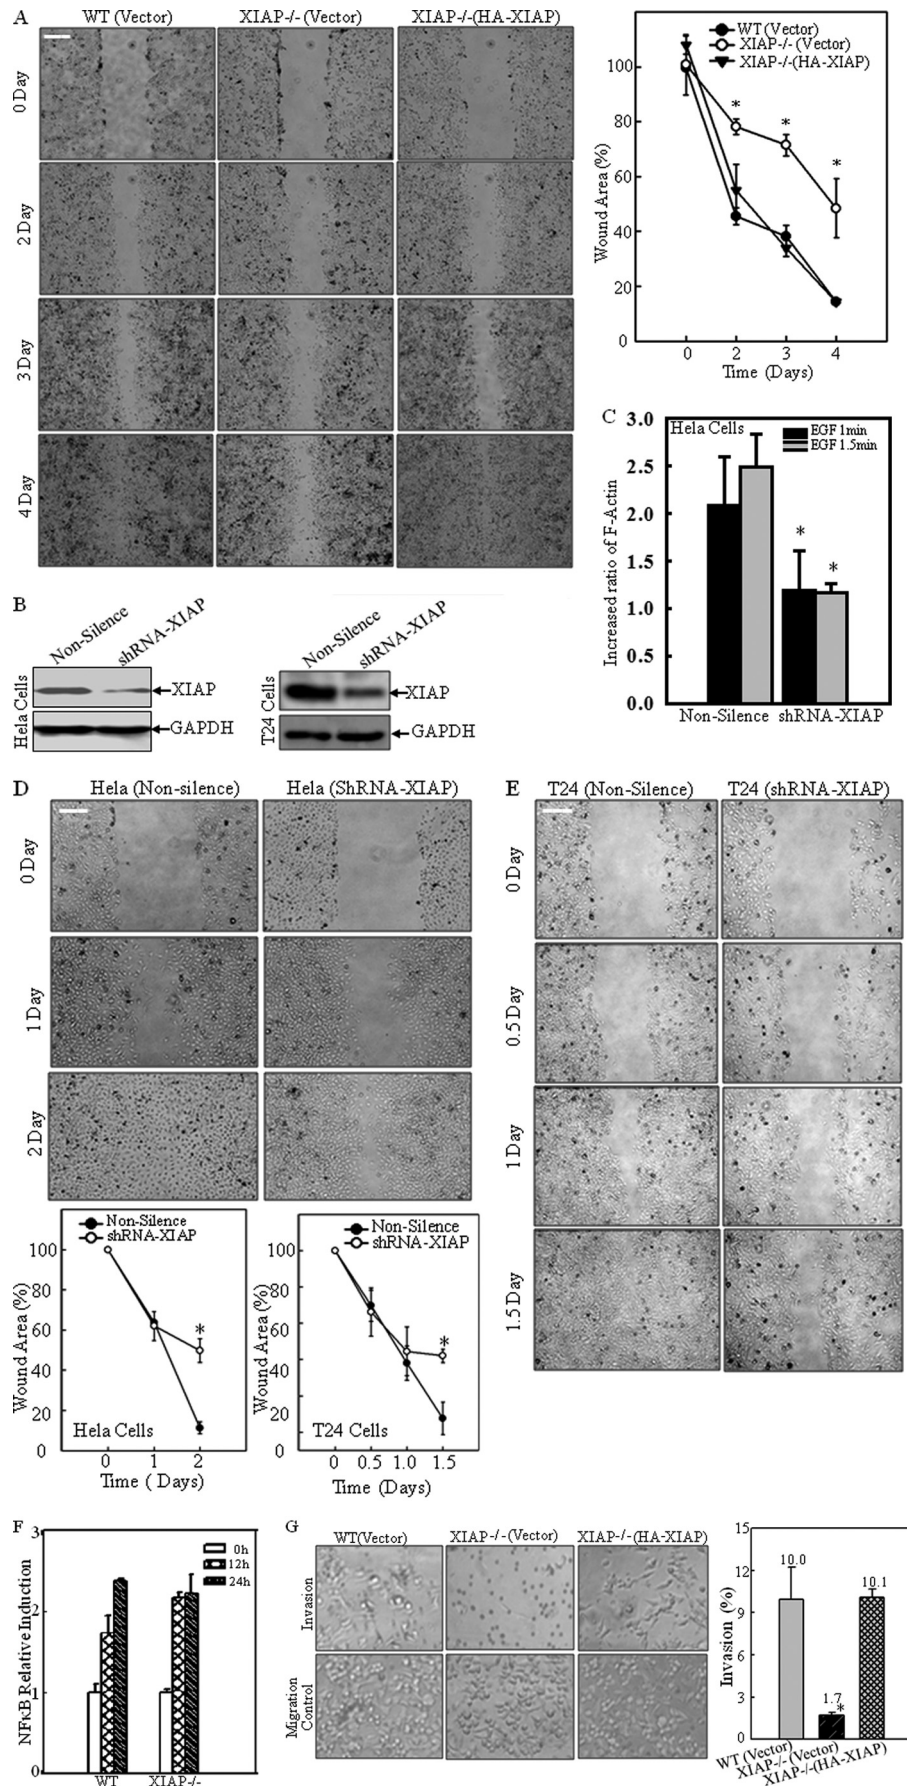 A
WT (Vector)
XIAP-/- (Vector)
XIAP-/-(HA-XIAP)
0 Day
2 Day
3 Day
4 Day
WT (Vector)
XIAP-/- (Vector)
XIAP-/-(HA-XIAP)
Wound Area (%)
100
80
60
40
20
0
*
*
*
0
2
3
4
Time (Days)
B
Non-Silence
shRNA-XIAP
Hela Cells
XIAP
GAPDH
Non-Silence
shRNA-XIAP
T24 Cells
XIAP
GAPDH
C
Hela Cells
EGF 1min
EGF 1.5min
Increased ratio of F-Actin
3.0
2.5
2.0
1.5
1.0
0.5
0.0
*
*
Non-Silence
shRNA-XIAP
D
Hela (Non-silence)
Hela (ShRNA-XIAP)
0 Day
1 Day
2 Day
Non-Silence
shRNA-XIAP
Wound Area (%)
100
80
60
40
20
0
*
Hela Cells
0
1
2
Time ( Days)
Non-Silence
shRNA-XIAP
Wound Area (%)
100
80
60
40
20
0
*
T24 Cells
0
0.5
1.0
1.5
Time (Days)
E
T24 (Non-Silence)
T24 (shRNA-XIAP)
0 Day
0.5 Day
1 Day
1.5 Day
F
NFκB Relative Induction
3
2
1
0
0h
12h
24h
WT
XIAP-/-
G
WT(Vector)
XIAP-/-(Vector)
XIAP-/-(HA-XIAP)
Invasion
Migration
Control
Invasion (%)
15
12
9
6
3
0
10.0
1.7
*
10.1
WT (Vector)
XIAP-/- (Vector)
XIAP-/-(HA-XIAP)